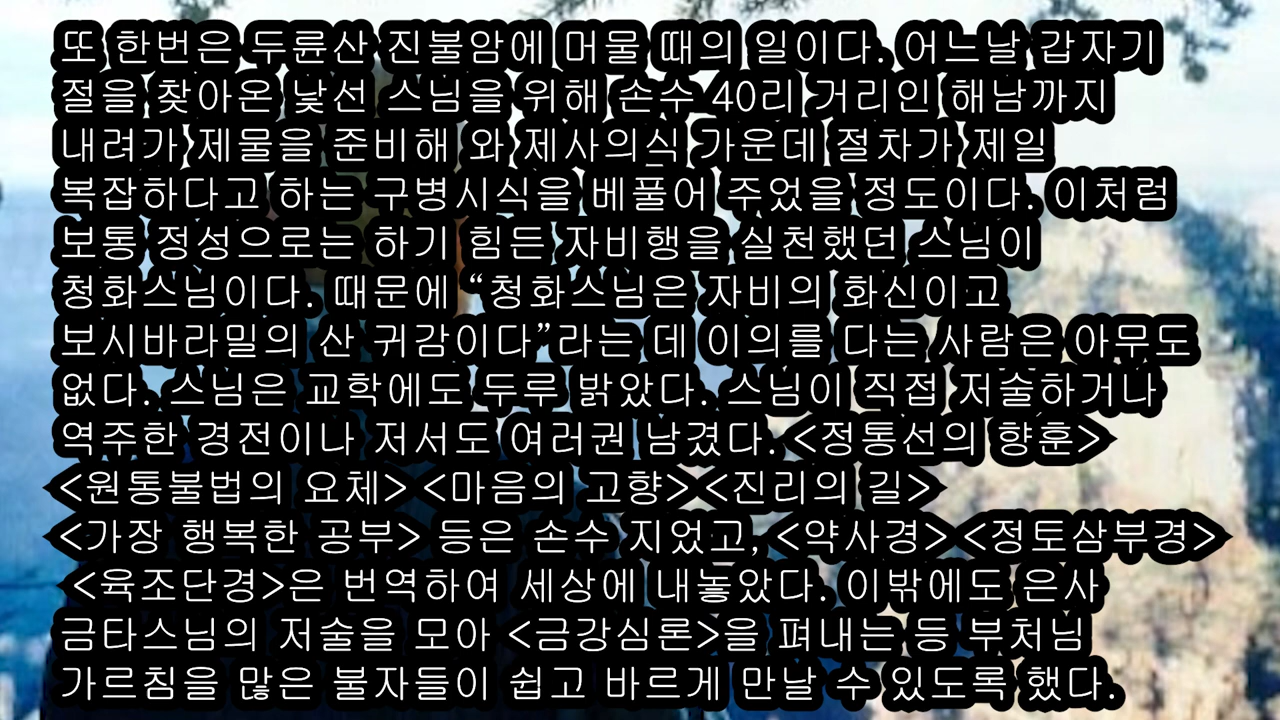 또 한번은 두륜산 진불암에 머물 때의 일이다. 어느날 갑자기
절을 찾아온 낯선 스님을 위해 손수 40리 거리인 해남까지
내려가 제물을 준비해 와 제사의식 가운데 절차가 제일
복잡하다고 하는 구병시식을 베풀어 주었을 정도이다. 이처럼
보통 정성으로는 하기 힘든 자비행을 실천했던 스님이
청화스님이다. 때문에 “청화스님은 자비의 화신이고
보시바라밀의 산 귀감이다”라는 데 이의를 다는 사람은 아무도
없다. 스님은 교학에도 두루 밝았다. 스님이 직접 저술하거나
역주한 경전이나 저서도 여러권 남겼다. <정통선의 향훈>
<원통불법의 요체> <마음의 고향> <진리의 길>
<가장 행복한 공부> 등은 손수 지었고, <약사경> <정토삼부경>
<육조단경>은 번역하여 세상에 내놓았다. 이밖에도 은사
금타스님의 저술을 모아 <금강심론>을 펴내는 등 부처님
가르침을 많은 불자들이 쉽고 바르게 만날 수 있도록 했다.